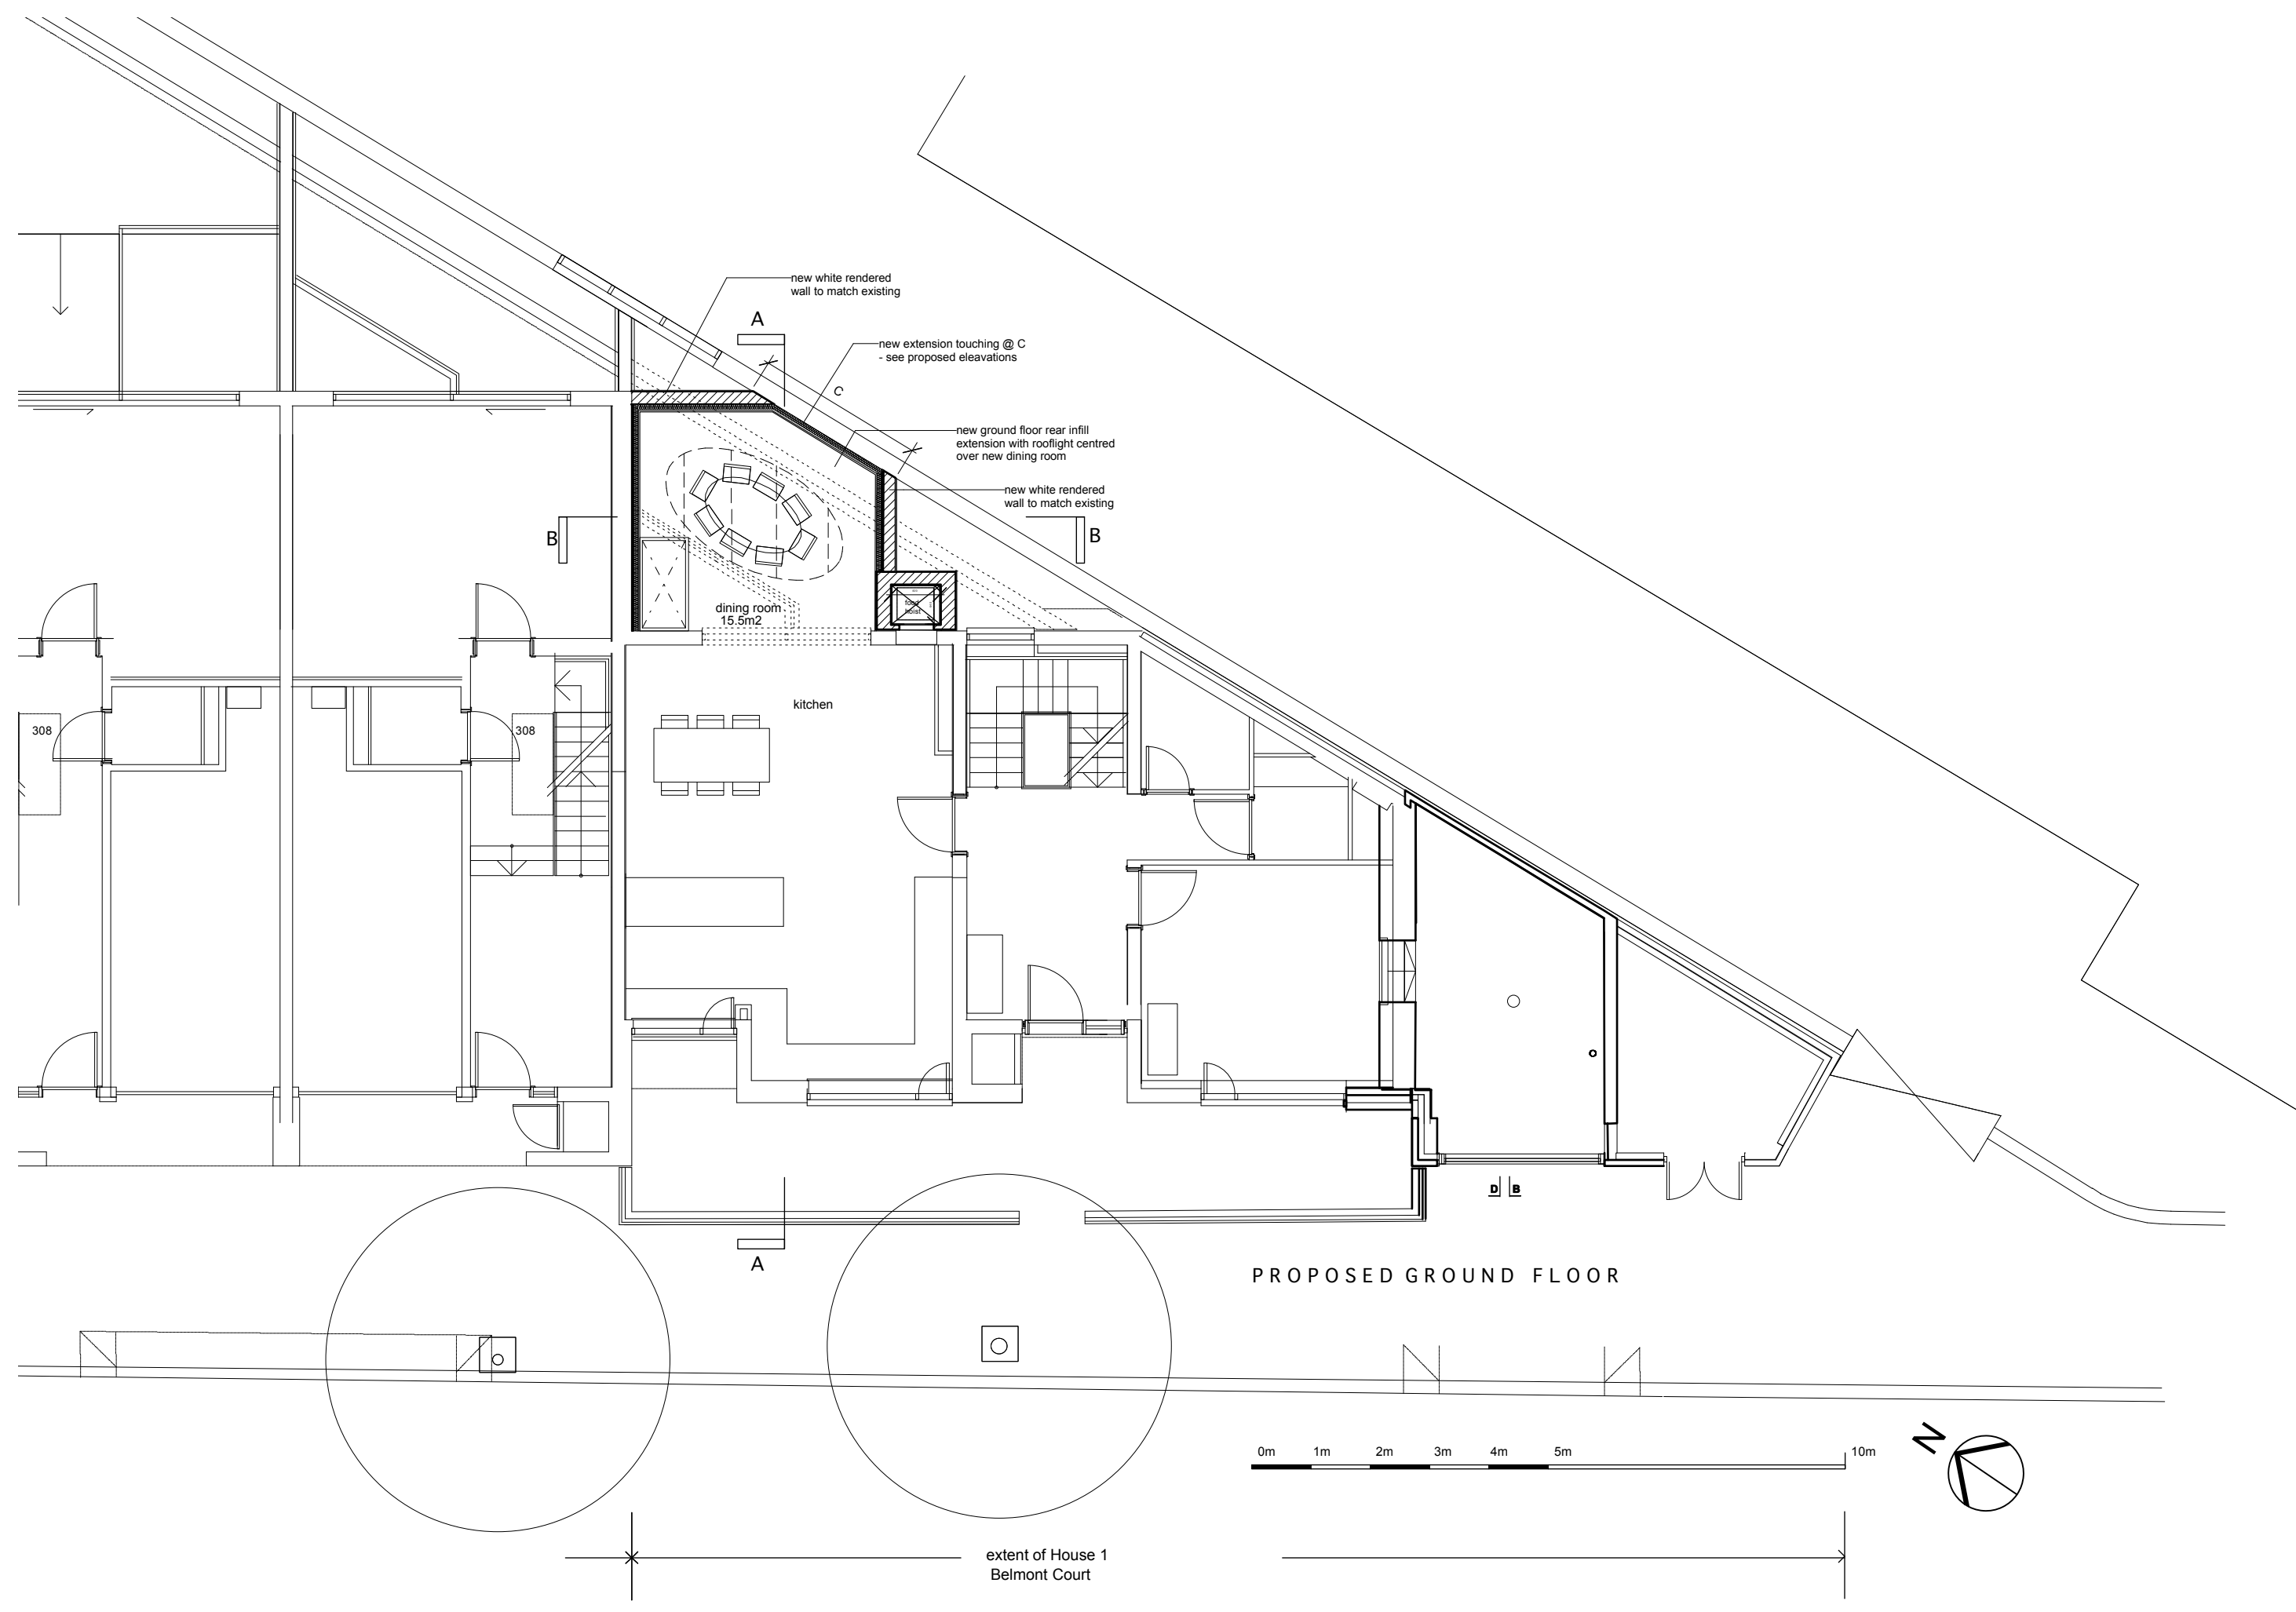 new white rendered
wall to match existing
A
new extension touching @ C
- see proposed eleavations
C
new ground floor rear infill
extension with rooflight centred
over new dining room
new white rendered
wall to match existing
B
B
food
hoist
dining room
15.5m2
kitchen
308
308
D B
A
PROPOSED GROUND FLOOR
0m 1m 2m 3m 4m 5m 10m
N
extent of House 1
Belmont Court